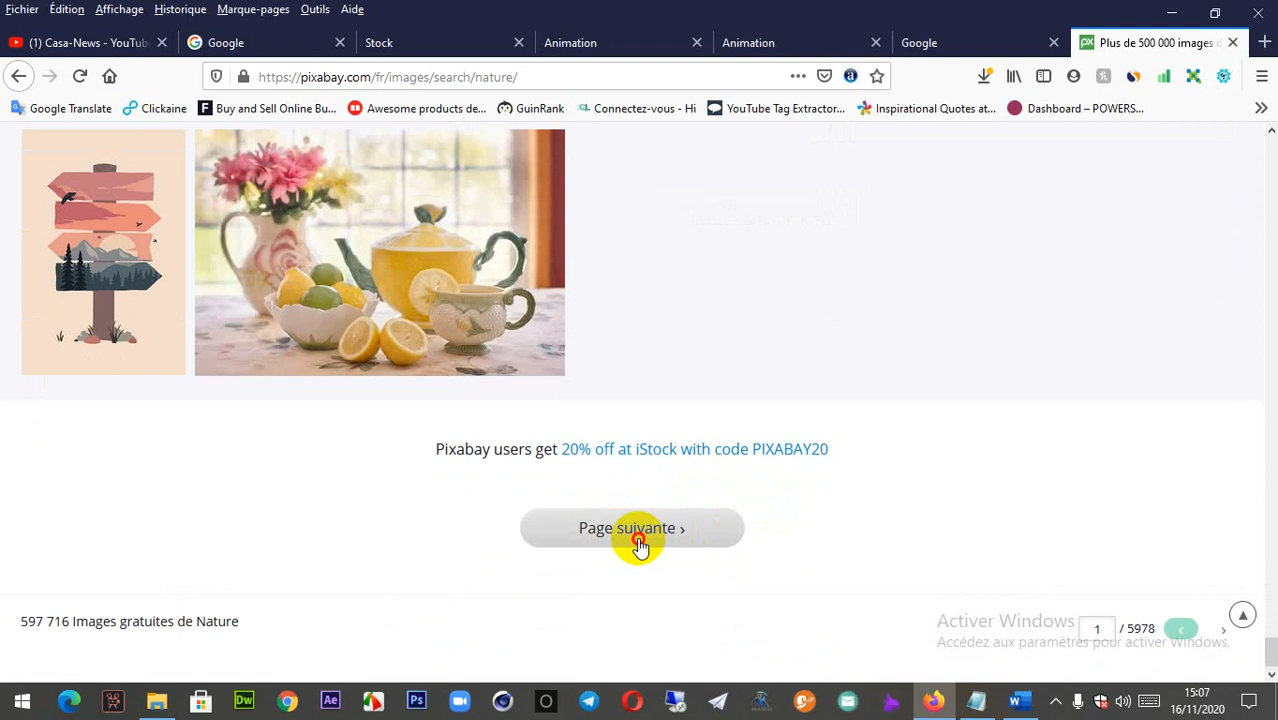 Fichier Édition Affichage Historique Marque-pages Outils Aide
(1) Casa-News - YouTub
Google
Stock
Animation
Animation
Google
Plus de 500 000 images d
https://pixabay.com/fr/images/search/nature/
Google Translate
Clickaine
Buy and Sell Online Bu...
Awesome products de...
GuinRank
Connectez-vous - Hi
YouTube Tag Extractor...
Inspirational Quotes at...
Dashboard – POWERS...
Pixabay users get 20% off at iStock with code PIXABAY20
Page suivante ›
597 716 Images gratuites de Nature
1 / 5978 ‹ ›
Activer Windows
Accédez aux paramètres pour activer Windows.
15:07
16/11/2020